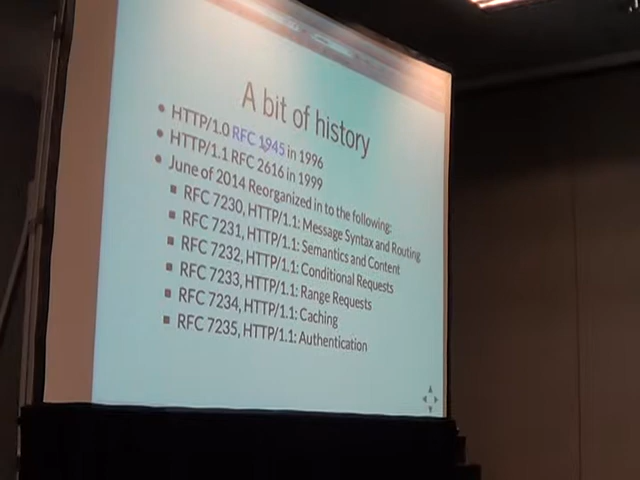 A bit of history
HTTP/1.0 RFC 1945 in 1996
HTTP/1.1 RFC 2616 in 1999
June of 2014 Reorganized in to the following:
RFC 7230, HTTP/1.1: Message Syntax and Routing
RFC 7231, HTTP/1.1: Semantics and Content
RFC 7232, HTTP/1.1: Conditional Requests
RFC 7233, HTTP/1.1: Range Requests
RFC 7234, HTTP/1.1: Caching
RFC 7235, HTTP/1.1: Authentication